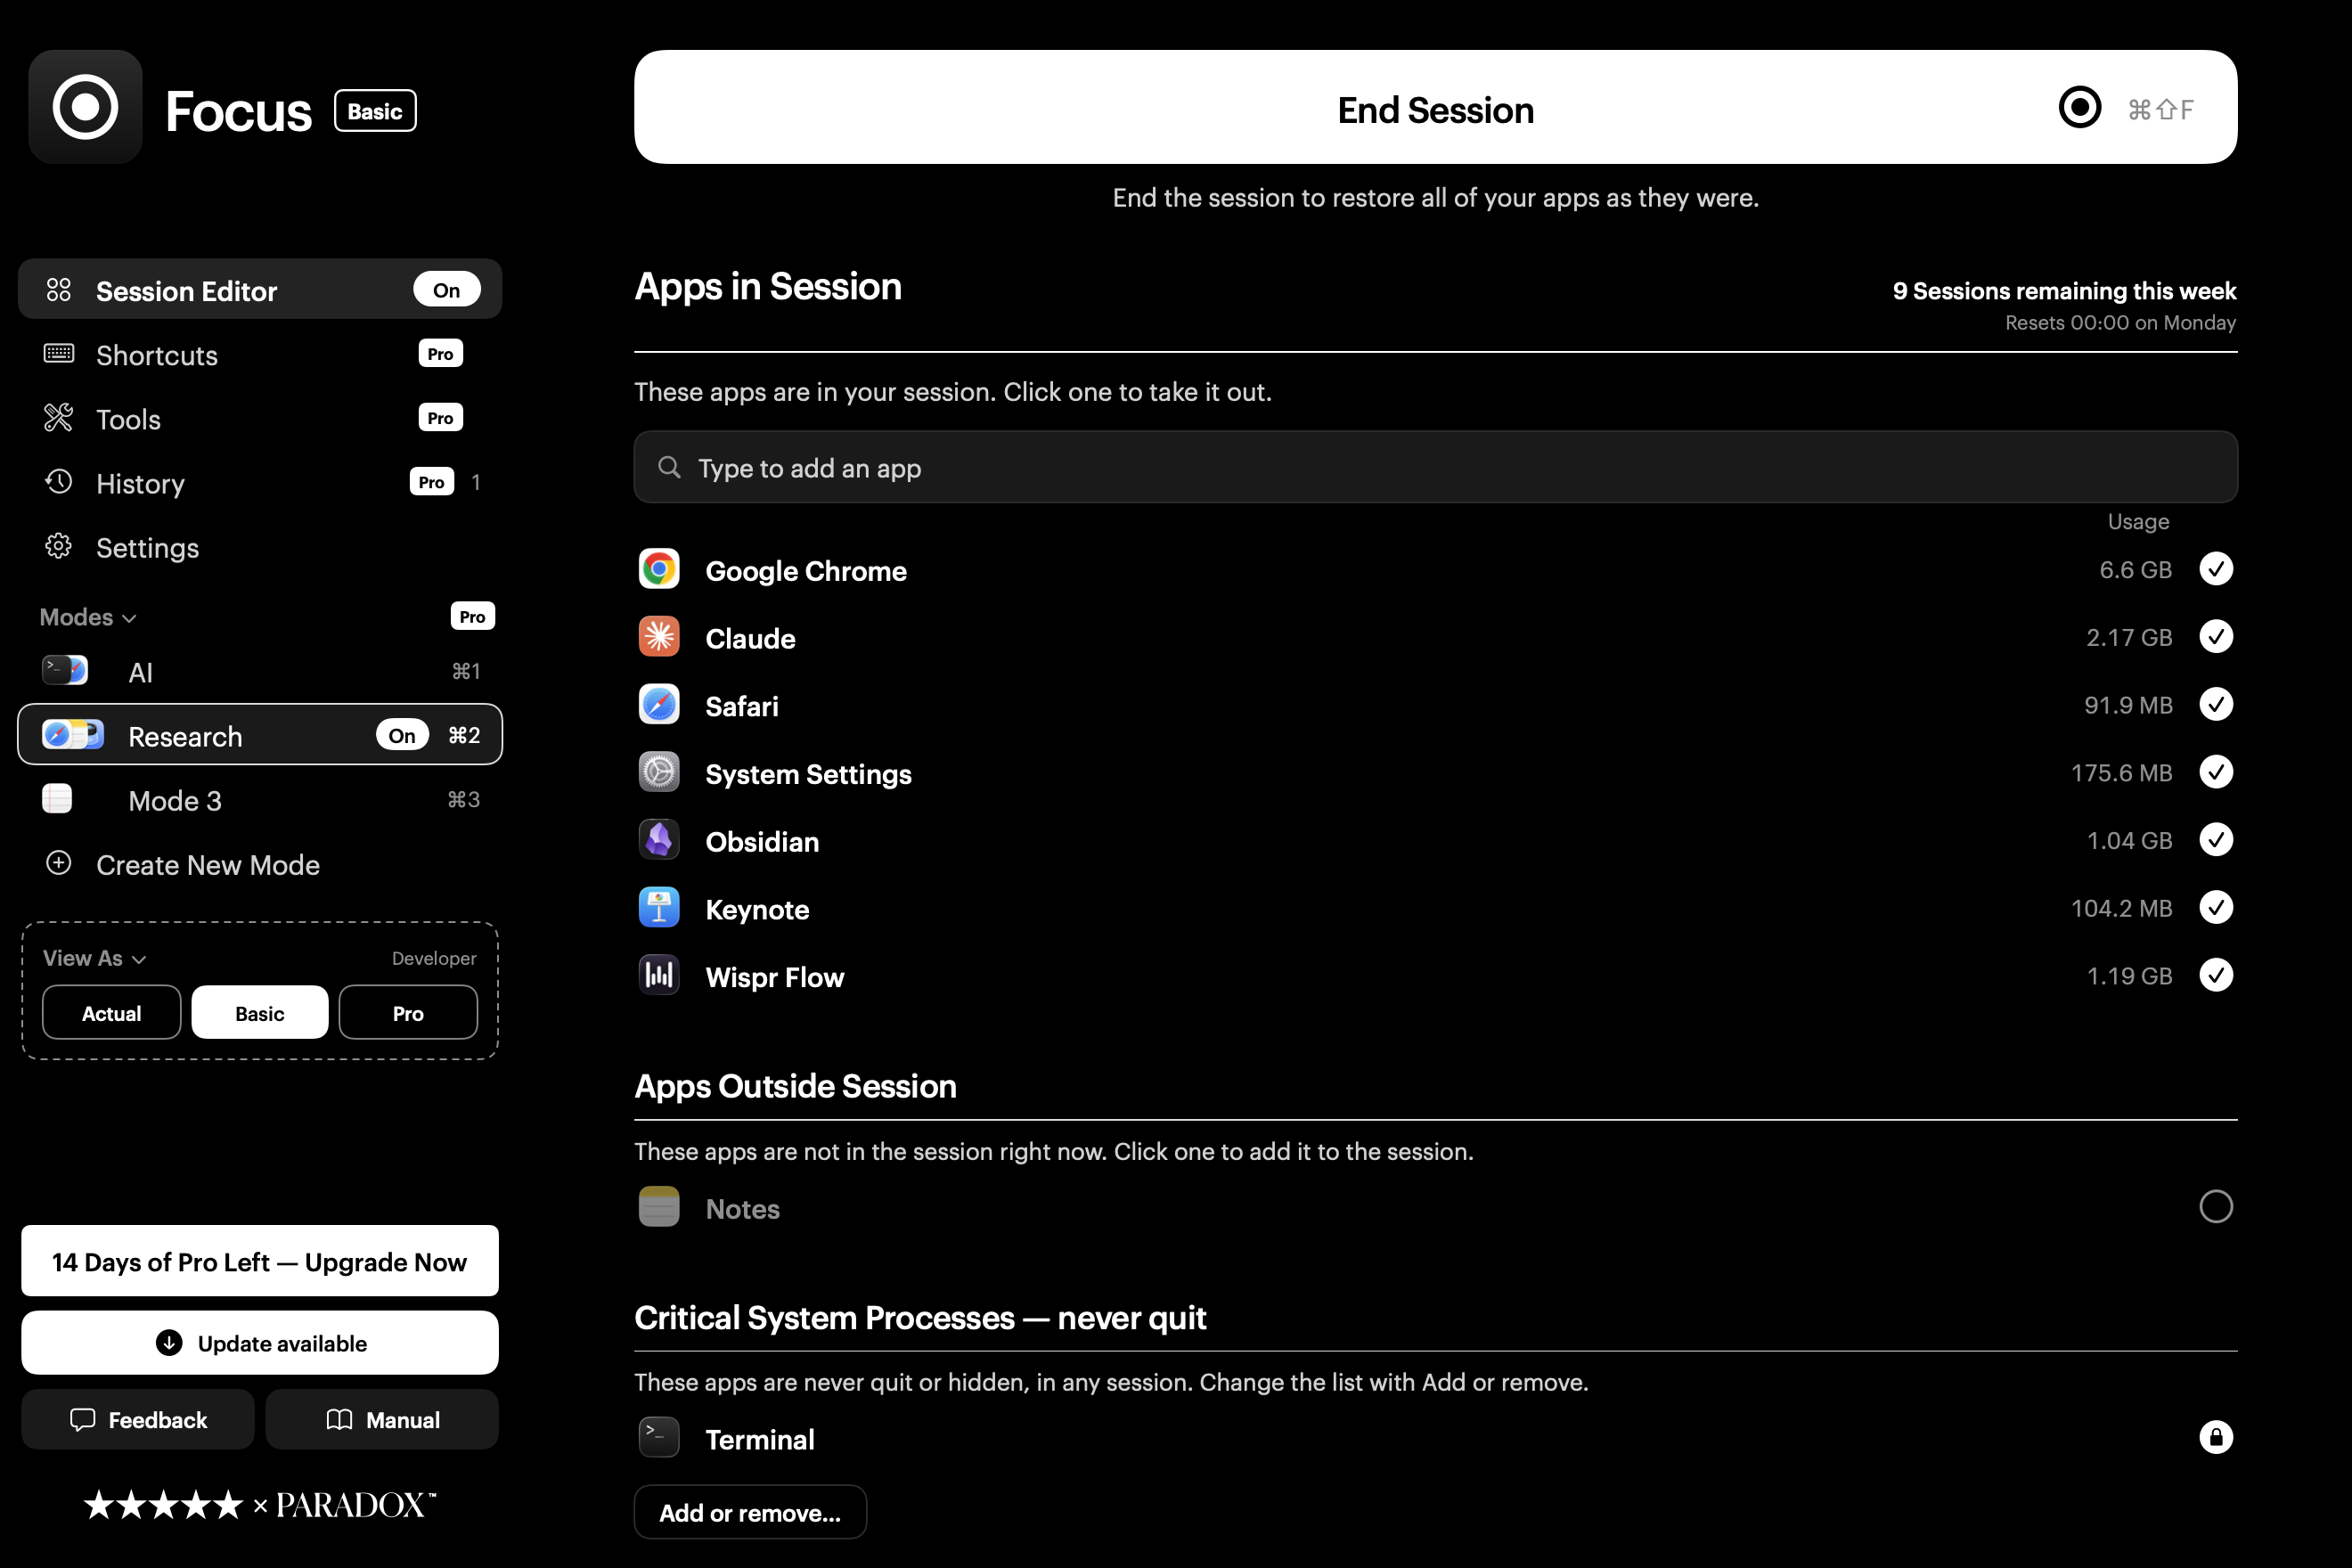 Focus
Basic
End Session
⌘⇧F
End the session to restore all of your apps as they were.
Session Editor
On
Shortcuts
Pro
Tools
Pro
History
Pro
1
Settings
Modes
Pro
AI
⌘1
Research
On
⌘2
Mode 3
⌘3
Create New Mode
View As
Developer
Actual
Basic
Pro
14 Days of Pro Left — Upgrade Now
Update available
Feedback
Manual
★★★★★ × PARADOX™
Apps in Session
9 Sessions remaining this week
Resets 00:00 on Monday
These apps are in your session. Click one to take it out.
Type to add an app
Usage
Google Chrome
6.6 GB
Claude
2.17 GB
Safari
91.9 MB
System Settings
175.6 MB
Obsidian
1.04 GB
Keynote
104.2 MB
Wispr Flow
1.19 GB
Apps Outside Session
These apps are not in the session right now. Click one to add it to the session.
Notes
Critical System Processes — never quit
These apps are never quit or hidden, in any session. Change the list with Add or remove.
Terminal
Add or remove...